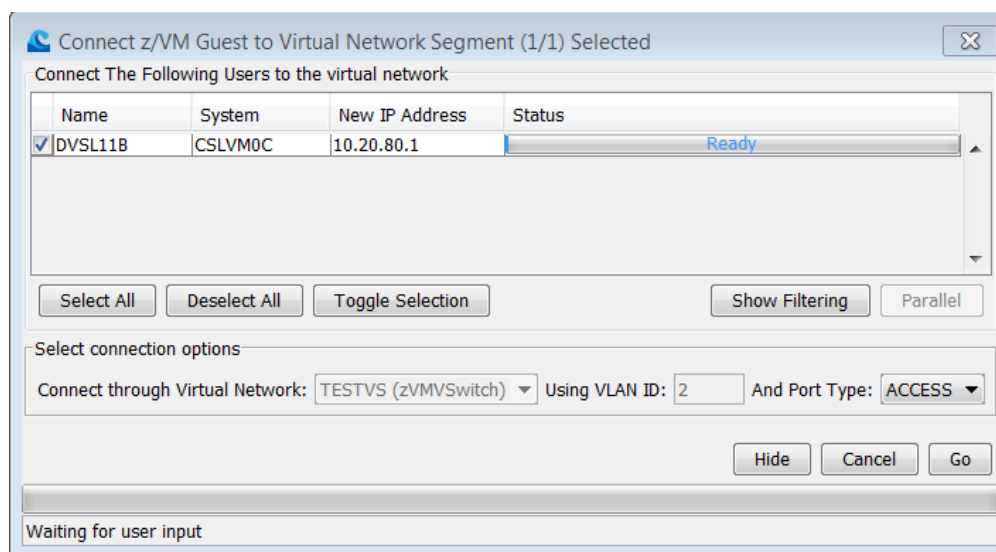 Connect z/VM Guest to Virtual Network Segment (1/1) Selected
Connect The Following Users to the virtual network
Name System New IP Address Status
DVSL11B CSLVM0C 10.20.80.1 Ready
Select All Deselect All Toggle Selection Show Filtering Parallel
Select connection options
Connect through Virtual Network: TESTVS (zVMVSwitch) Using VLAN ID: 2 And Port Type: ACCESS
Hide Cancel Go
Waiting for user input